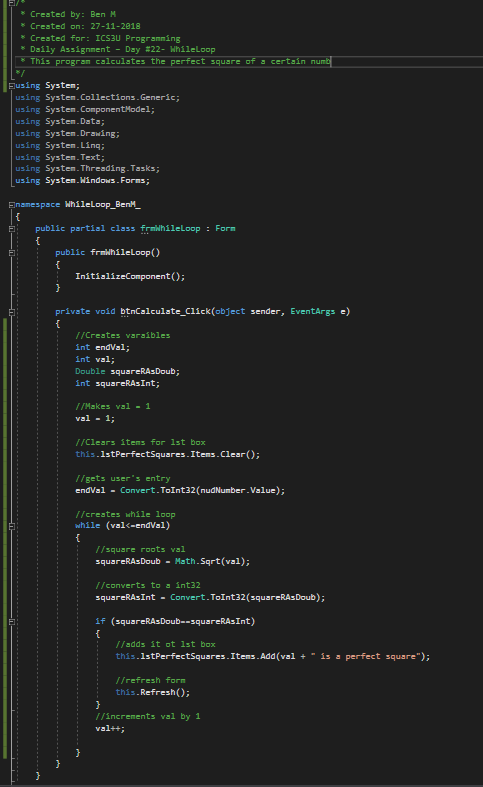 /*
 * Created by: Ben M
 * Created on: 27-11-2018
 * Created for: ICS3U Programming
 * Daily Assignment – Day #22- WhileLoop
 * This program calculates the perfect square of a certain numb
*/
using System;
using System.Collections.Generic;
using System.ComponentModel;
using System.Data;
using System.Drawing;
using System.Linq;
using System.Text;
using System.Threading.Tasks;
using System.Windows.Forms;

namespace WhileLoop_BenM_
{
    public partial class frmWhileLoop : Form
    {
        public frmWhileLoop()
        {
            InitializeComponent();
        }

        private void btnCalculate_Click(object sender, EventArgs e)
        {
            //Creates varaibles
            int endVal;
            int val;
            Double squareRAsDoub;
            int squareRAsInt;

            //Makes val = 1
            val = 1;

            //Clears items for lst box
            this.lstPerfectSquares.Items.Clear();

            //gets user's entry
            endVal = Convert.ToInt32(nudNumber.Value);

            //creates while loop
            while (val<=endVal)
            {
                //square roots val
                squareRAsDoub = Math.Sqrt(val);

                //converts to a int32
                squareRAsInt = Convert.ToInt32(squareRAsDoub);

                if (squareRAsDoub==squareRAsInt)
                {
                    //adds it ot lst box
                    this.lstPerfectSquares.Items.Add(val + " is a perfect square");

                    //refresh form
                    this.Refresh();
                }
                //increments val by 1
                val++;

            }
        }
    }